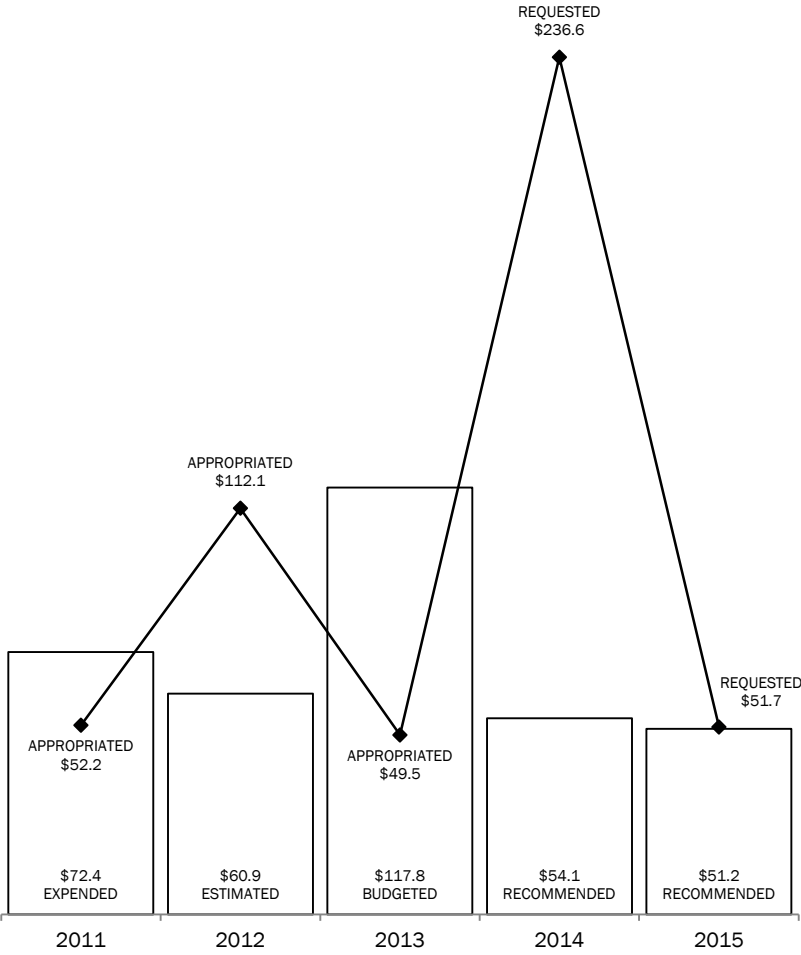 REQUESTED
$236.6
APPROPRIATED
$112.1
REQUESTED
$51.7
APPROPRIATED
$52.2
APPROPRIATED
$49.5
$72.4
EXPENDED
$60.9
ESTIMATED
$117.8
BUDGETED
$54.1
RECOMMENDED
$51.2
RECOMMENDED
2011
2012
2013
2014
2015